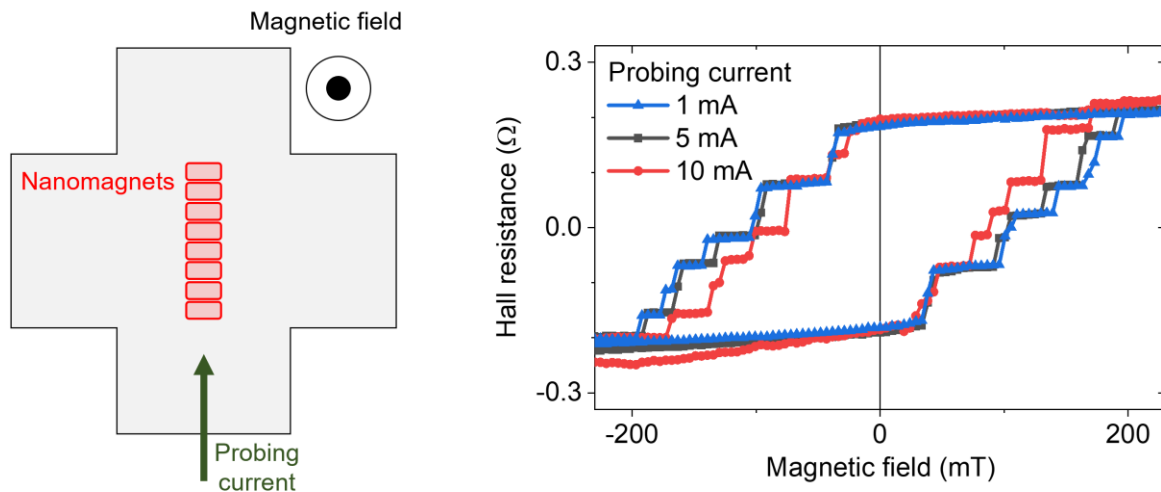 Magnetic field
Nanomagnets
Probing
current
Hall resistance (Ω)
0.3
0.0
-0.3
Probing current
1 mA
5 mA
10 mA
-200
0
200
Magnetic field (mT)